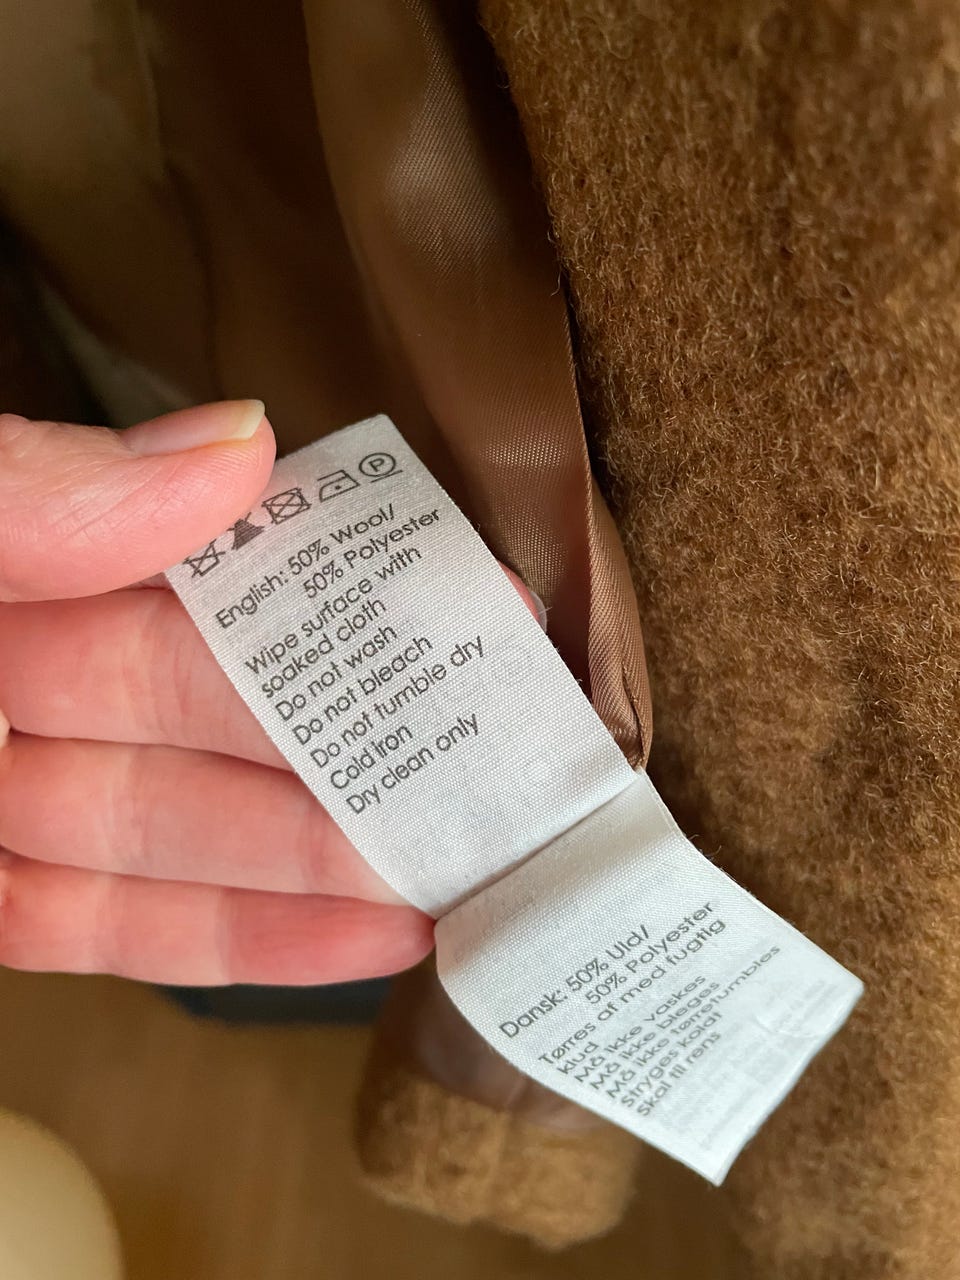 P
English: 50% Wool/
50% Polyester
Wipe surface with
soaked cloth
Do not wash
Do not bleach
Do not tumble dry
Cold Iron
Dry clean only
Dansk: 50% Uld/
50% Polyester
Tørres af med fugtig
klud
Må ikke vaskes
Må ikke bleges
Må ikke tørretumbles
Stryges koldt
Skal til rens